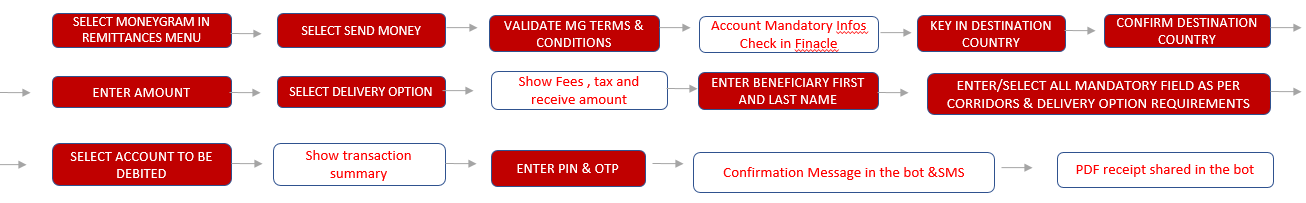 SELECT MONEYGRAM IN
REMITTANCES MENU
SELECT SEND MONEY
VALIDATE MG TERMS &
CONDITIONS
Account Mandatory Infos
Check in Finacle
KEY IN DESTINATION
COUNTRY
CONFIRM DESTINATION
COUNTRY
ENTER AMOUNT
SELECT DELIVERY OPTION
Show Fees , tax and
receive amount
ENTER BENEFICIARY FIRST
AND LAST NAME
ENTER/SELECT ALL MANDATORY FIELD AS PER
CORRIDORS & DELIVERY OPTION REQUIREMENTS
SELECT ACCOUNT TO BE
DEBITED
Show transaction
summary
ENTER PIN & OTP
Confirmation Message in the bot &SMS
PDF receipt shared in the bot